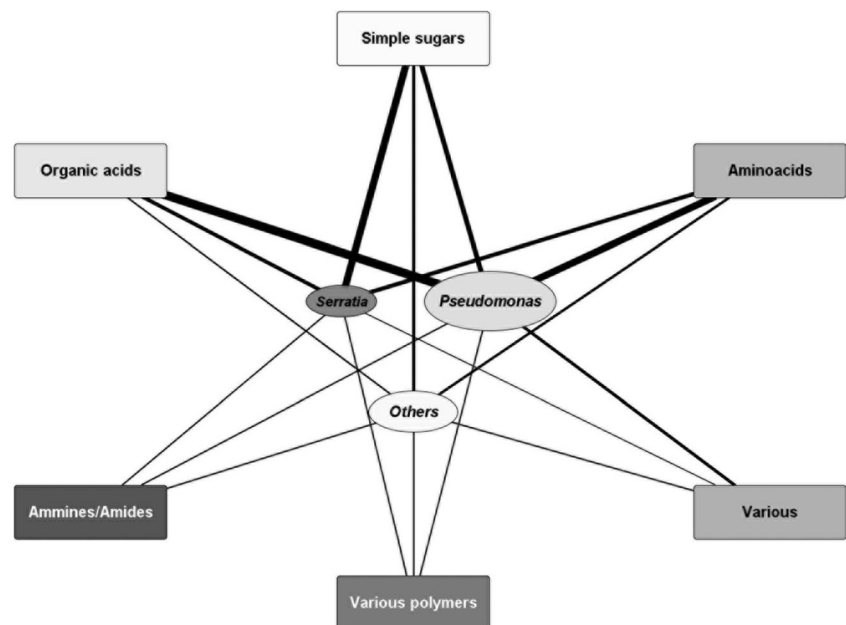 Simple sugars
Organic acids
Aminoacids
Serratia
Pseudomonas
Others
Ammines/Amides
Various
Various polymers